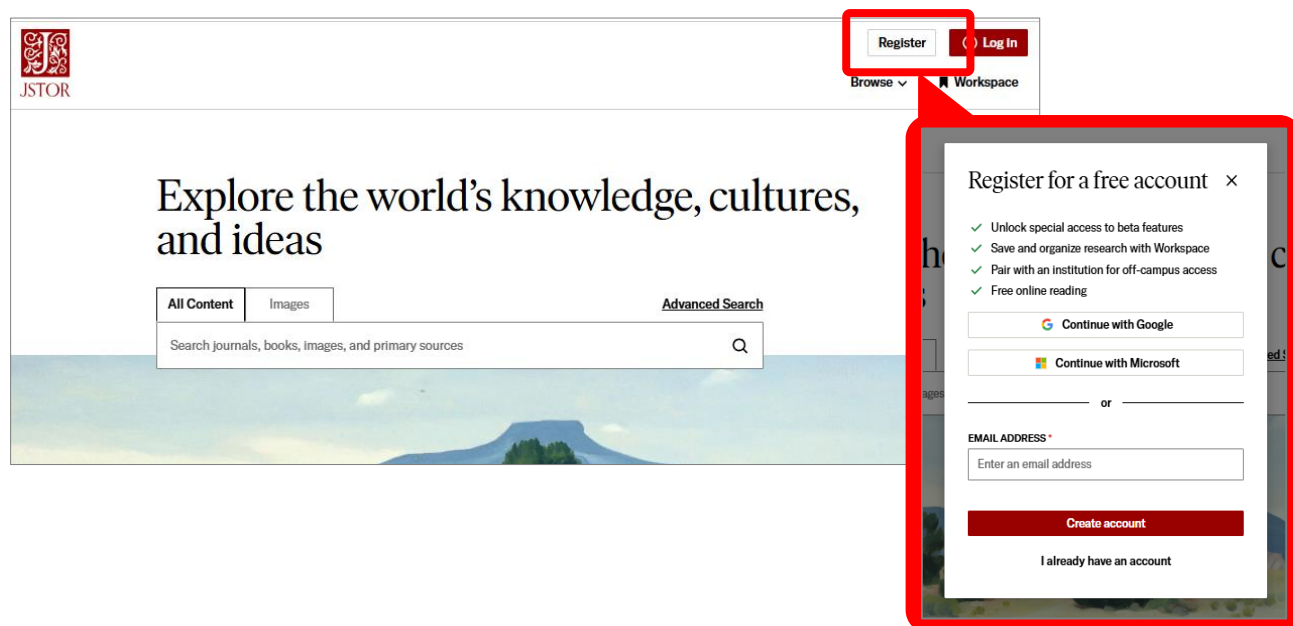 Register
Log In
JSTOR
Browse
Workspace
Explore the world's knowledge, cultures,
and ideas
All Content
Images
Advanced Search
Search journals, books, images, and primary sources
Register for a free account
Unlock special access to beta features
Save and organize research with Workspace
Pair with an institution for off-campus access
Free online reading
Continue with Google
Continue with Microsoft
or
EMAIL ADDRESS *
Enter an email address
Create account
I already have an account